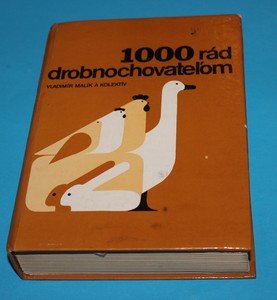 1000 rád
drobnochovateľom
VLADIMÍR MALÍK A KOLEKTÍV